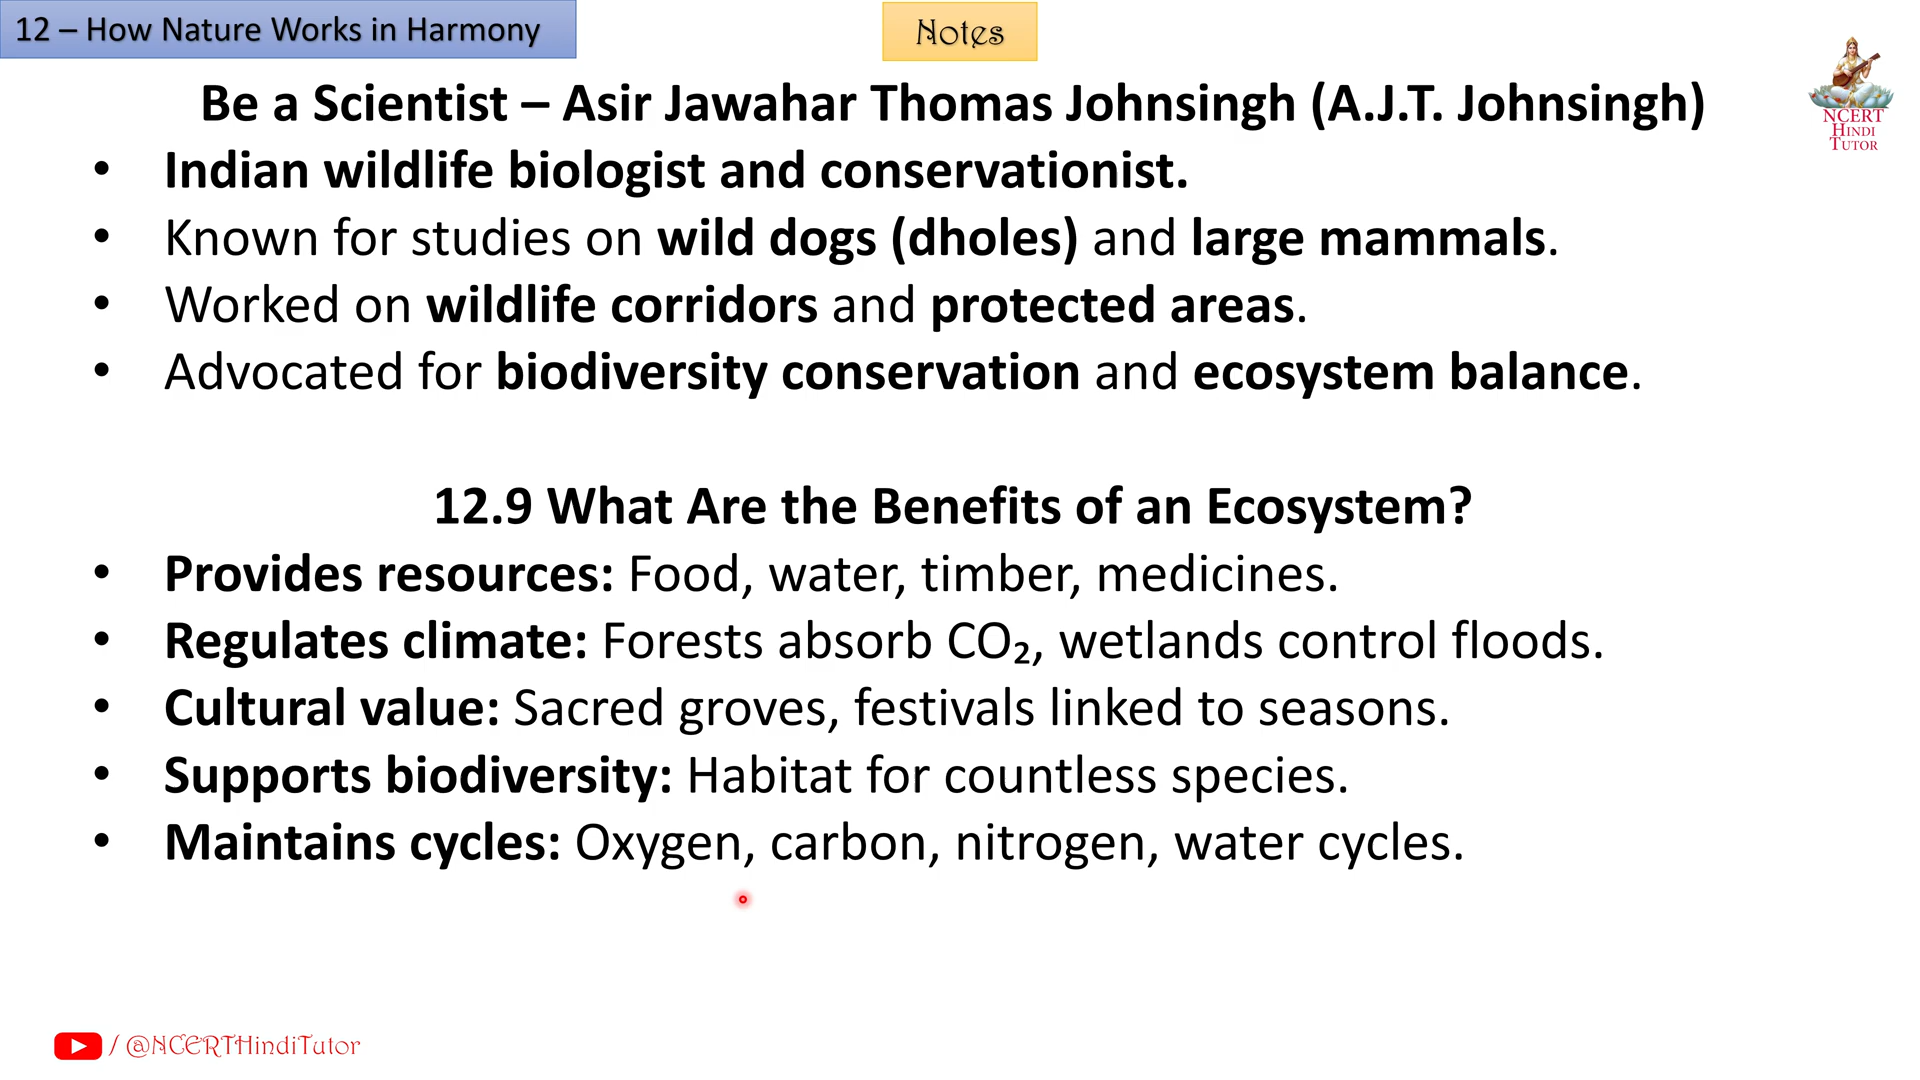 12 – How Nature Works in Harmony
Notes
NCERT
HINDI
TUTOR
Be a Scientist – Asir Jawahar Thomas Johnsingh (A.J.T. Johnsingh)
• Indian wildlife biologist and conservationist.
• Known for studies on wild dogs (dholes) and large mammals.
• Worked on wildlife corridors and protected areas.
• Advocated for biodiversity conservation and ecosystem balance.
12.9 What Are the Benefits of an Ecosystem?
• Provides resources: Food, water, timber, medicines.
• Regulates climate: Forests absorb CO₂, wetlands control floods.
• Cultural value: Sacred groves, festivals linked to seasons.
• Supports biodiversity: Habitat for countless species.
• Maintains cycles: Oxygen, carbon, nitrogen, water cycles.
/ @NCERTHindiTutor